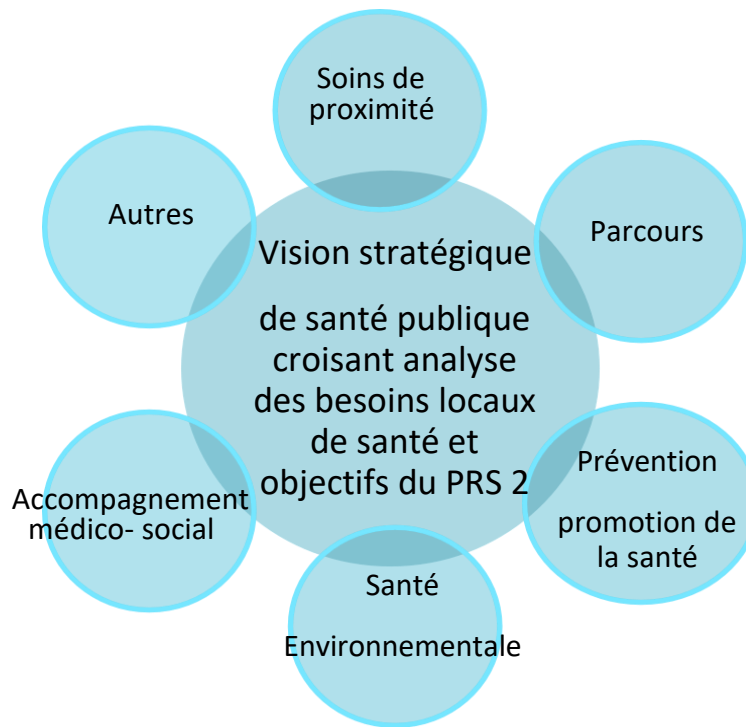 Soins de
proximité
Autres
Parcours
Vision stratégique
de santé publique
croisant analyse
des besoins locaux
de santé et
objectifs du PRS 2
Prévention
promotion de
la santé
Accompagnement
médico- social
Santé
Environnementale